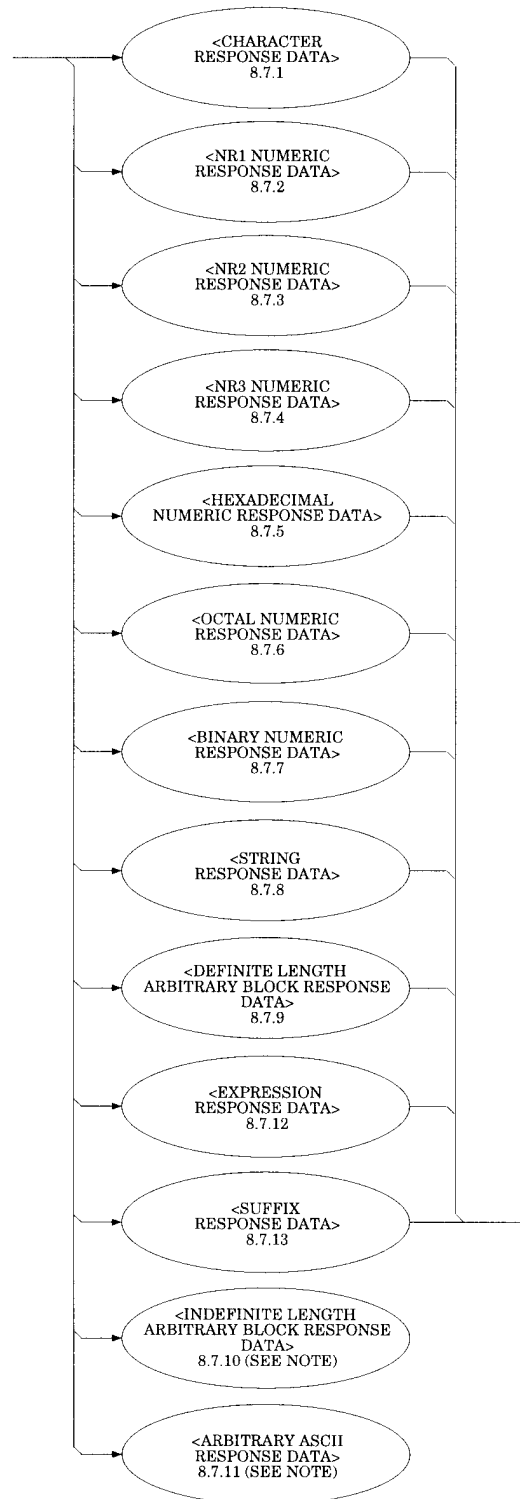 <CHARACTER
RESPONSE DATA>
8.7.1
<NR1 NUMERIC
RESPONSE DATA>
8.7.2
<NR2 NUMERIC
RESPONSE DATA>
8.7.3
<NR3 NUMERIC
RESPONSE DATA>
8.7.4
<HEXADECIMAL
NUMERIC RESPONSE DATA>
8.7.5
<OCTAL NUMERIC
RESPONSE DATA>
8.7.6
<BINARY NUMERIC
RESPONSE DATA>
8.7.7
<STRING
RESPONSE DATA>
8.7.8
<DEFINITE LENGTH
ARBITRARY BLOCK RESPONSE
DATA>
8.7.9
<EXPRESSION
RESPONSE DATA>
8.7.12
<SUFFIX
RESPONSE DATA>
8.7.13
<INDEFINITE LENGTH
ARBITRARY BLOCK RESPONSE
DATA>
8.7.10 (SEE NOTE)
<ARBITRARY ASCII
RESPONSE DATA>
8.7.11 (SEE NOTE)